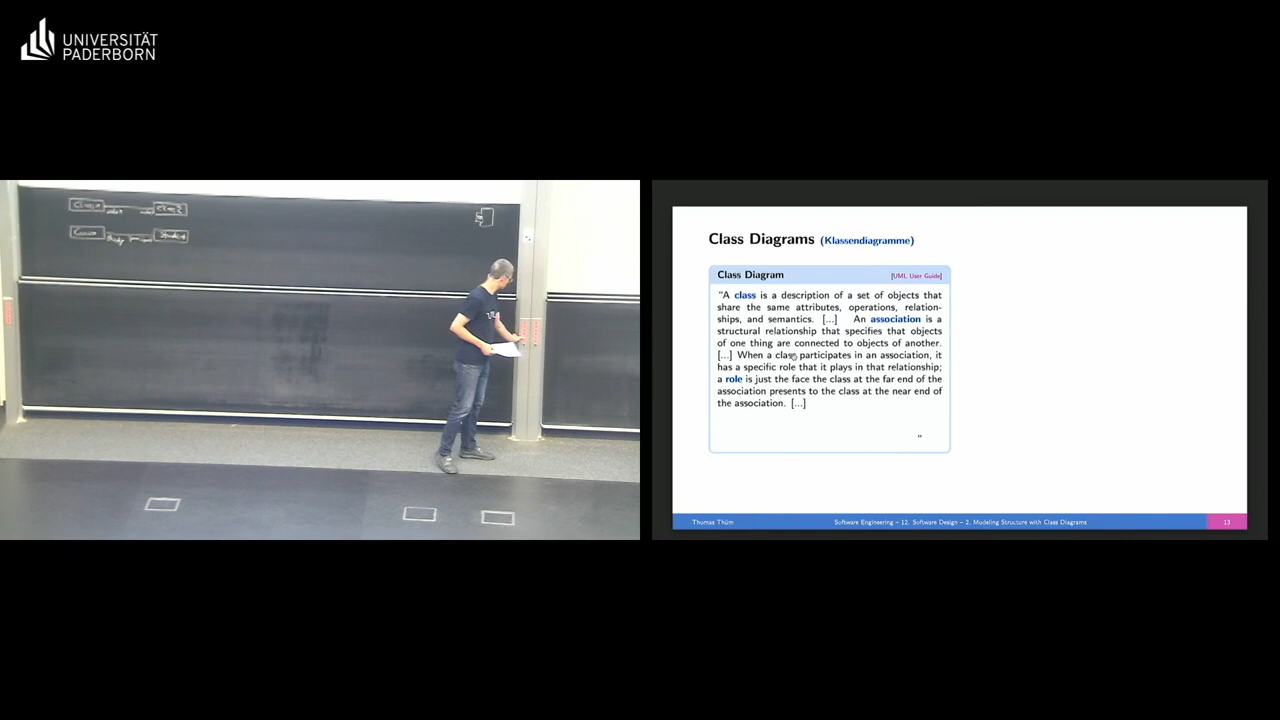 UNIVERSITÄT
PADERBORN
Class Diagrams (Klassendiagramme)
Class Diagram [UML User Guide]
"A class is a description of a set of objects that
share the same attributes, operations, relation-
ships, and semantics. [...] An association is a
structural relationship that specifies that objects
of one thing are connected to objects of another.
[...] When a class participates in an association, it
has a specific role that it plays in that relationship;
a role is just the face the class at the far end of the
association presents to the class at the near end of
the association. [...]
"
Thomas Thüm Software Engineering – 12. Software Design – 2. Modeling Structure with Class Diagrams 13